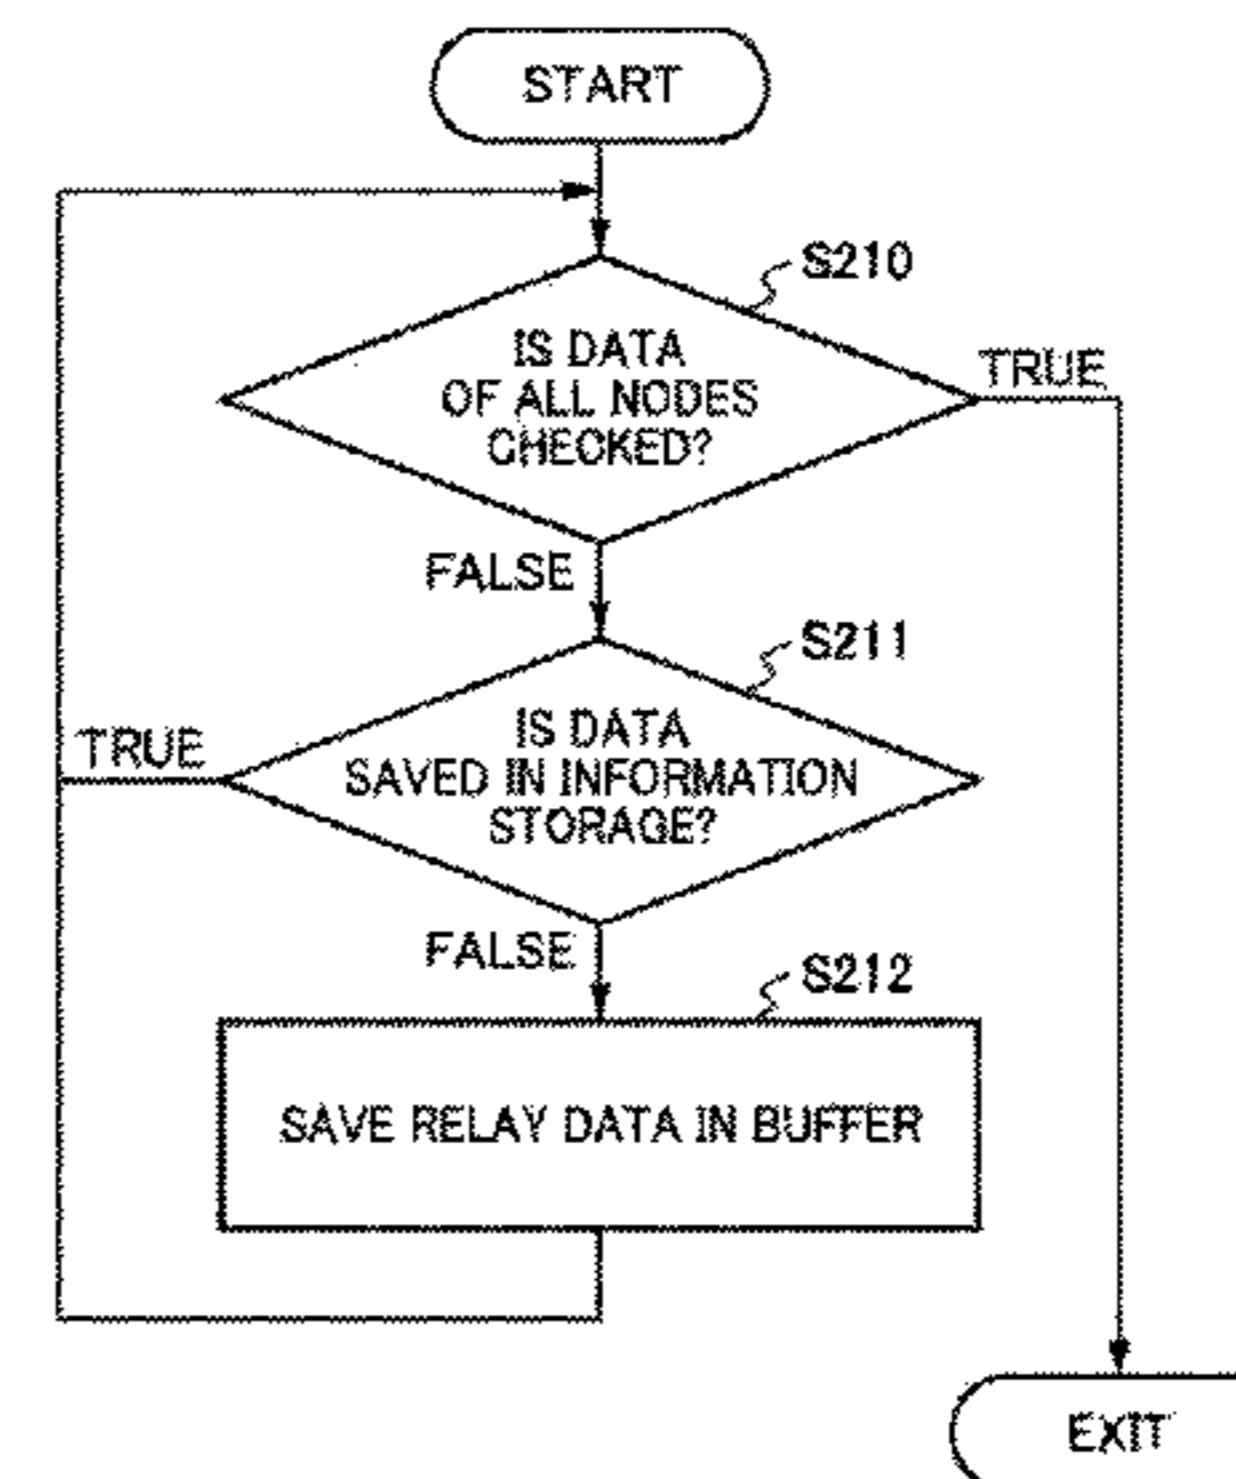 START
S210
IS DATA
OF ALL NODES
CHECKED?
TRUE
FALSE
S211
IS DATA
SAVED IN INFORMATION
STORAGE?
TRUE
FALSE
S212
SAVE RELAY DATA IN BUFFER
EXIT